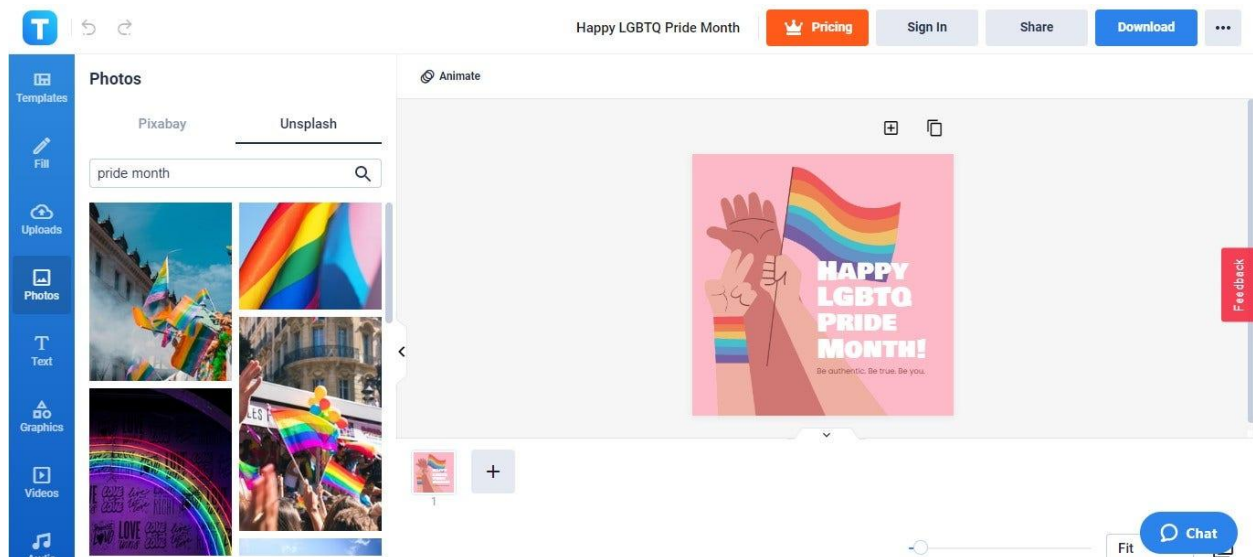 T
Happy LGBTQ Pride Month
Pricing
Sign In
Share
Download
Templates
Fill
Uploads
Photos
Text
Graphics
Videos
Photos
Pixabay
Unsplash
pride month
LOVE
Animate
HAPPY
LGBTQ
PRIDE
MONTH!
Be authentic. Be true. Be you.
1
Feedback
Fit
Chat